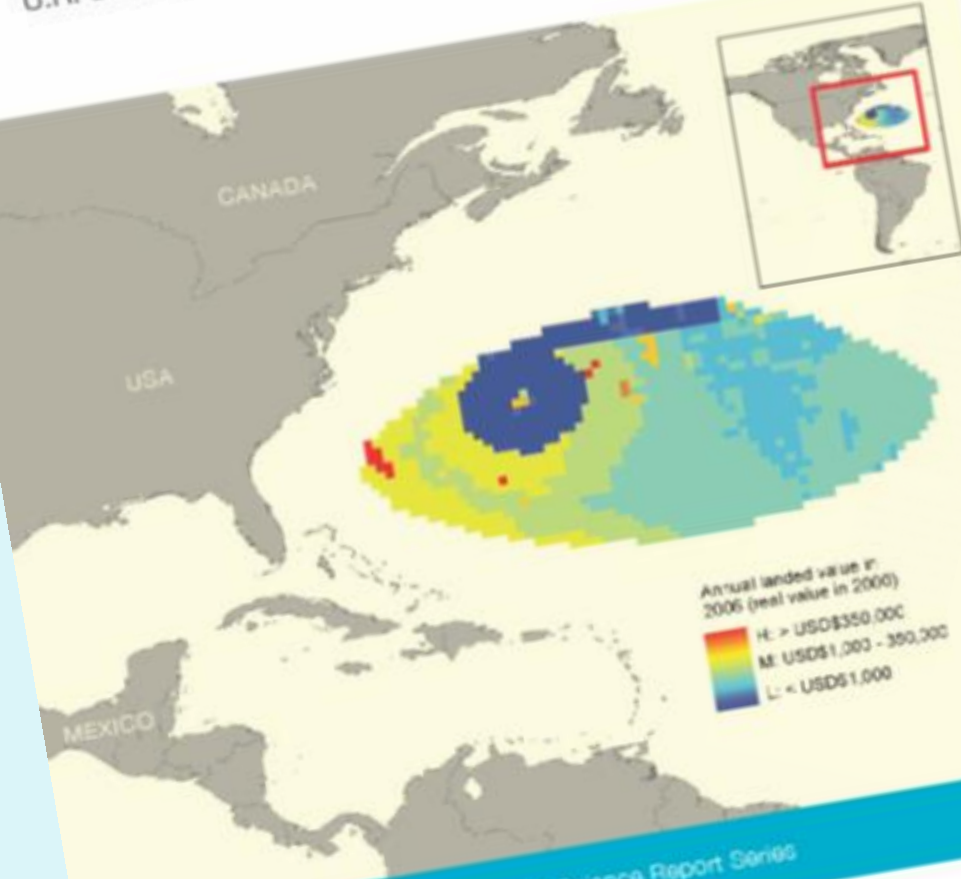 CANADA
USA
MEXICO
Annual landed value in
2006 (real value in 2000)
H: > USD$350,000
M: USD$1,000 - 350,000
L: < USD$1,000
Report Series